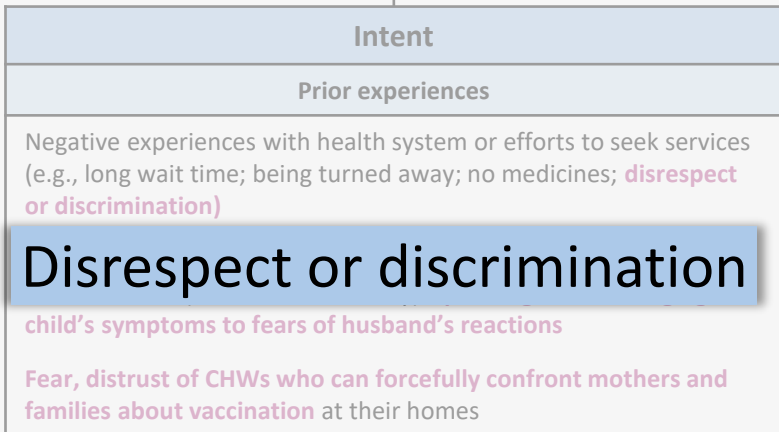 Intent
Prior experiences
Negative experiences with health system or efforts to seek services
(e.g., long wait time; being turned away; no medicines; disrespect
or discrimination)
Disrespect or discrimination
child’s symptoms to fears of husband’s reactions
Fear, distrust of CHWs who can forcefully confront mothers and
families about vaccination at their homes